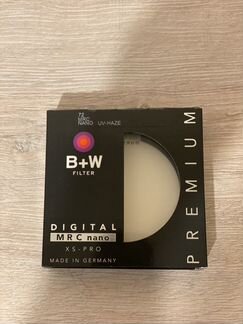 72
MRC
NANO UV-HAZE
B+W
FILTER
DIGITAL
MRC nano
XS-PRO
MADE IN GERMANY
PREMIUM